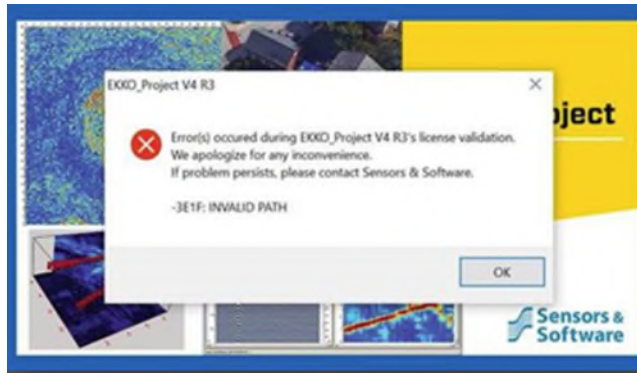 EKKO_Project V4 R3
oject
Error(s) occured during EKKO_Project V4 R3's license validation.
We apologize for any inconvenience.
If problem persists, please contact Sensors & Software.
-3E1F: INVALID PATH
OK
Sensors &
Software